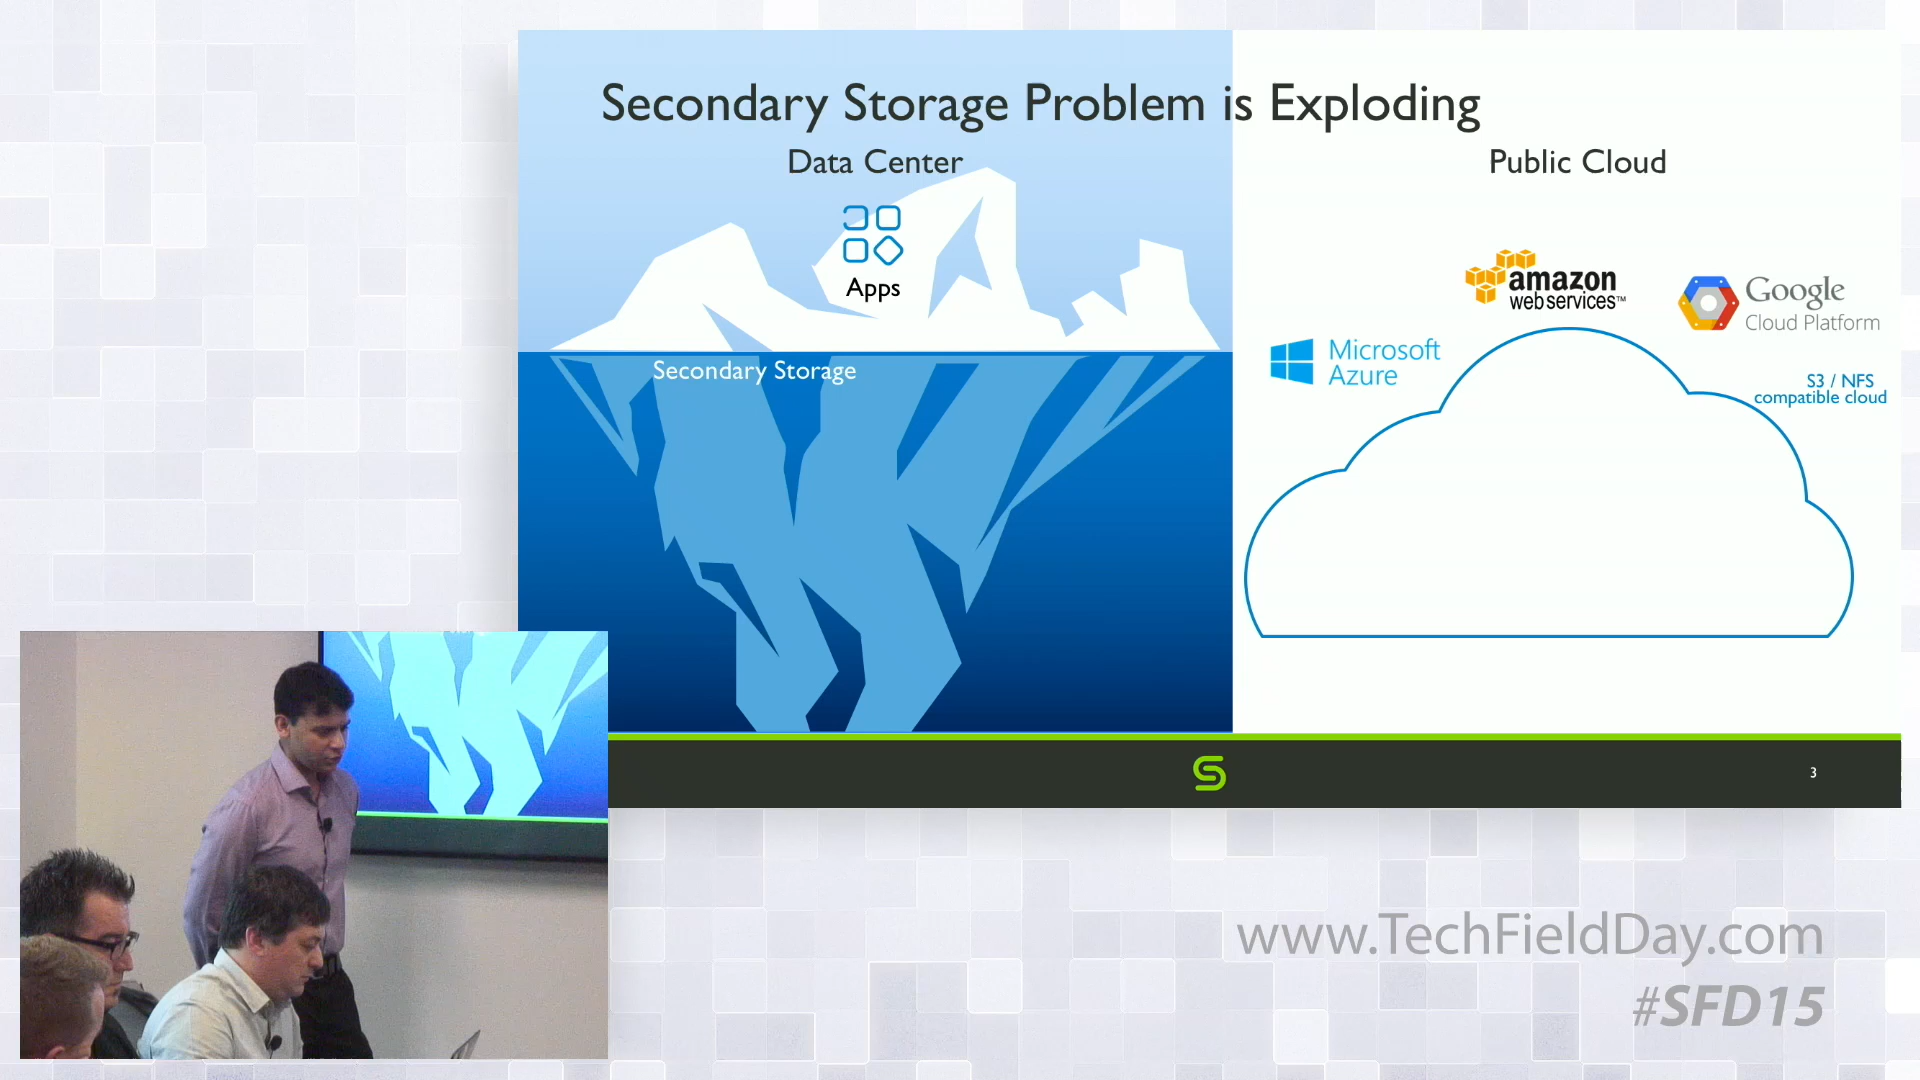 Secondary Storage Problem is Exploding
Data Center
Public Cloud
Apps
amazon
web services™
Google
Cloud Platform
Microsoft
Azure
S3 / NFS
compatible cloud
Secondary Storage
3
www.TechFieldDay.com
#SFD15